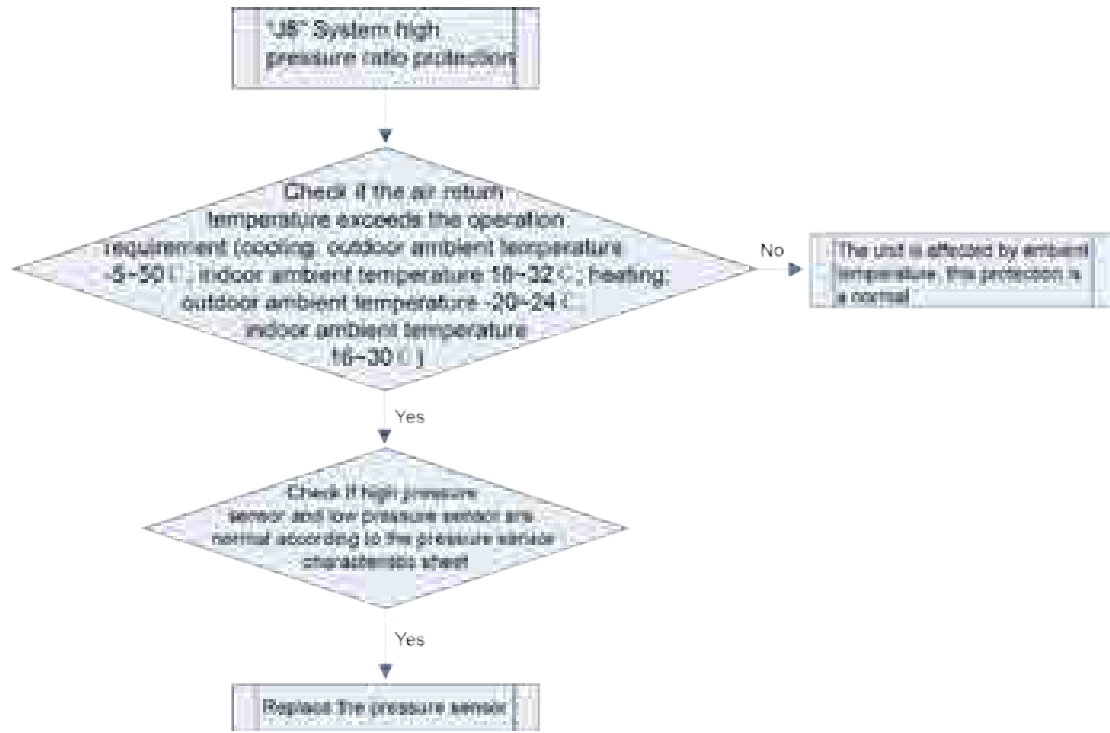 "J8" System high
pressure ratio protection
Check if the air return
temperature exceeds the operation
requirement (cooling: outdoor ambient temperature
-5~50℃; indoor ambient temperature 16~32℃; heating:
outdoor ambient temperature -20~24℃;
indoor ambient temperature
16~30℃)
No
The unit is affected by ambient
temperature, this protection is
a normal
Yes
Check if high pressure
sensor and low pressure sensor are
normal according to the pressure sensor
characteristic sheet
Yes
Replace the pressure sensor